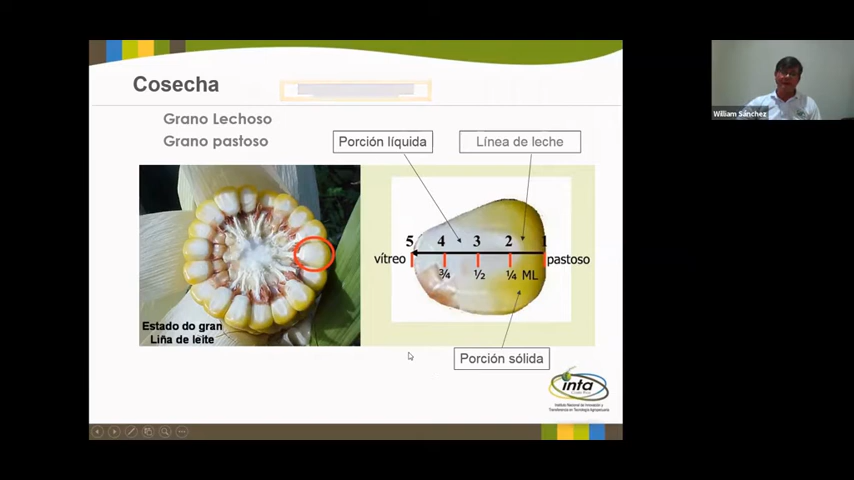 Cosecha
Grano Lechoso
Grano pastoso
Porción líquida
Línea de leche
5 4 3 2 1
vítreo
pastoso
¾ ½ ¼ ML
Estado do gran
Liña de leite
Porción sólida
inta
Instituto Nacional de Innovación y
Transferencia en Tecnología Agropecuaria
William Sánchez